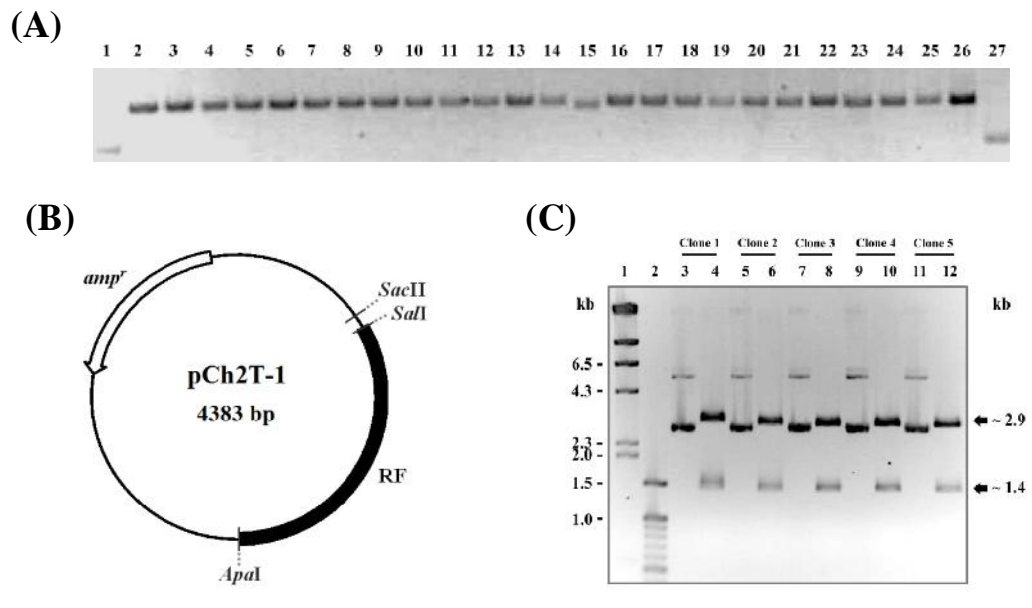 (A)
1 2 3 4 5 6 7 8 9 10 11 12 13 14 15 16 17 18 19 20 21 22 23 24 25 26 27
(B)
ampʳ
SacII
SalI
pCh2T-1
4383 bp
RF
ApaI
(C)
Clone 1 Clone 2 Clone 3 Clone 4 Clone 5
1 2 3 4 5 6 7 8 9 10 11 12
kb kb
6.5 -
4.3 -
2.3 -
2.0 -
1.5 -
1.0 -
~ 2.9
~ 1.4